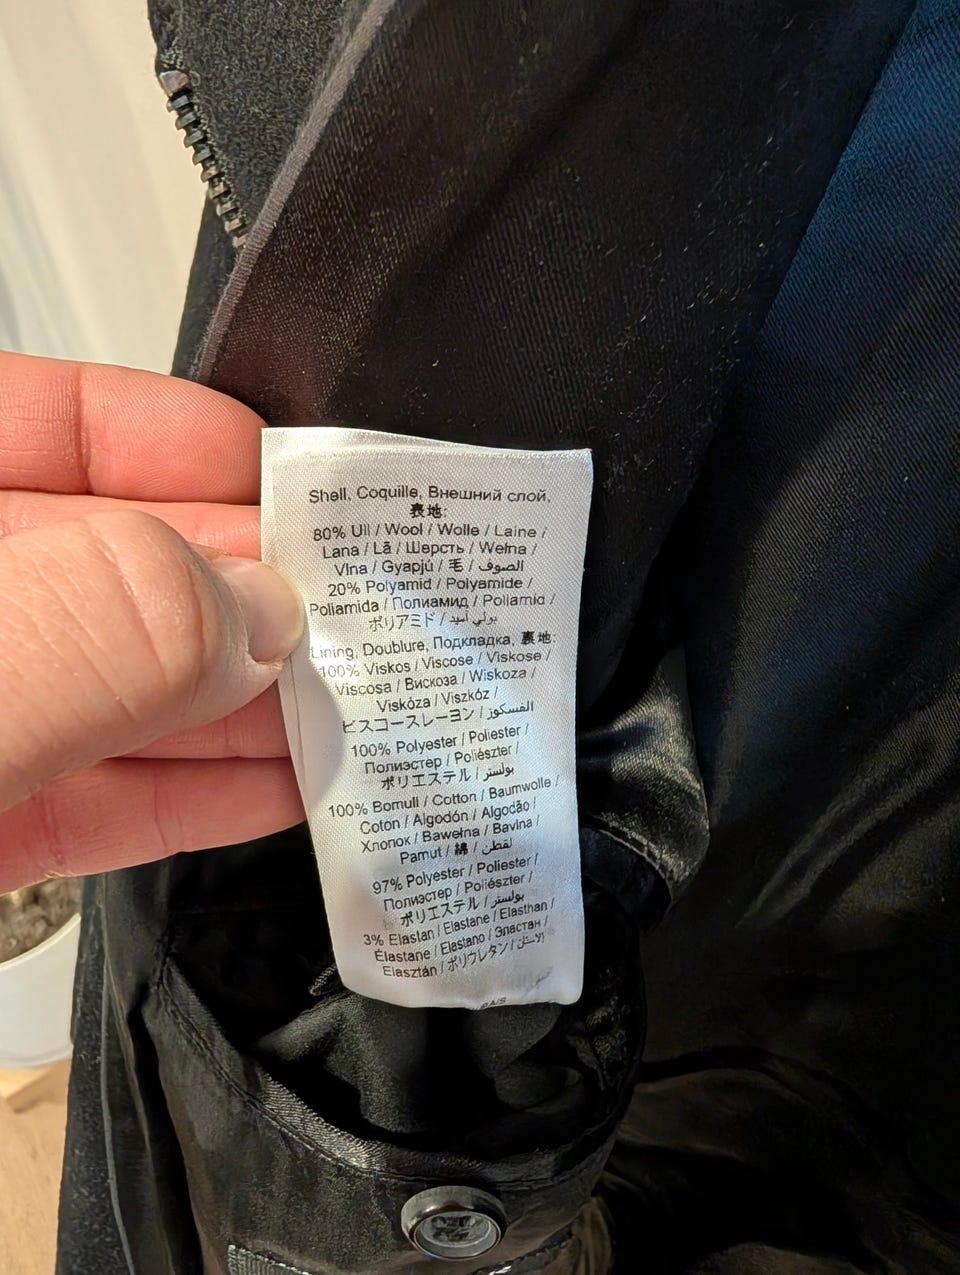 Shell, Coquille, Внешний слой,
表地:
80% Ull / Wool / Wolle / Laine /
Lana / Lã / Шерсть / Wełna /
Vlna / Gyapjú / 毛 / الصوف
20% Polyamid / Polyamide /
Poliamida / Полиамид / Poliamid /
ポリアミド / بولي أميد
Lining, Doublure, Подкладка, 裏地:
100% Viskos / Viscose / Viskose /
Viscosa / Вискоза / Wiskoza /
Viskóza / Viszkóz /
ビスコースレーヨン / الفسكوز
100% Polyester / Poliester /
Полиэстер / Poliészter /
ポリエステル / بولستر
100% Bomull / Cotton / Baumwolle /
Coton / Algodón / Algodão /
Хлопок / Bawełna / Bavlna /
Pamut / 綿 / لقطن
97% Polyester / Poliester /
Полиэстер / Poliészter /
ポリエステル / بولستر
3% Elastan / Elastane / Elasthan /
Élastane / Elastano / Эластан /
Elasztán / ポリウレタン /